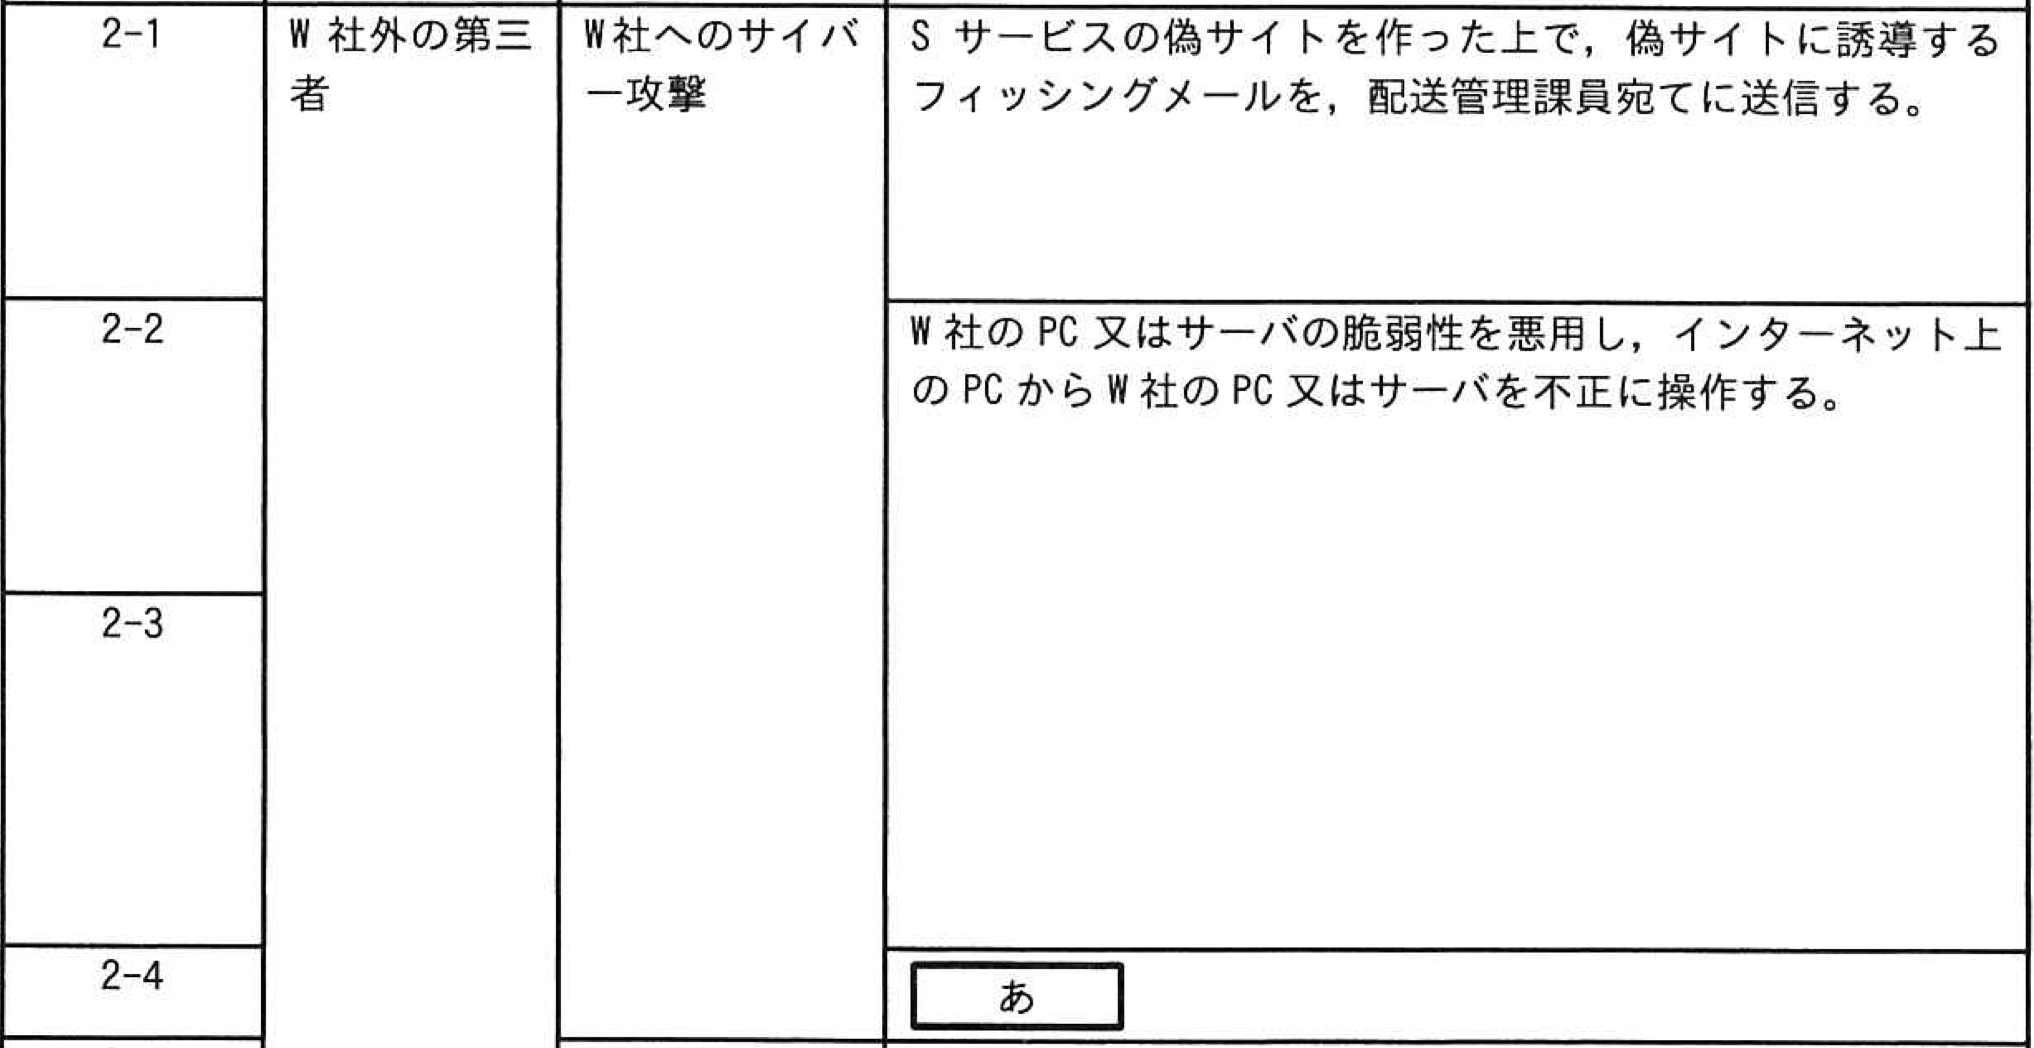 2-1
W 社外の第三
者
W社へのサイバ
ー攻撃
S サービスの偽サイトを作った上で，偽サイトに誘導する
フィッシングメールを，配送管理課員宛てに送信する。
2-2
W 社の PC 又はサーバの脆弱性を悪用し，インターネット上
の PC から W 社の PC 又はサーバを不正に操作する。
2-3
2-4
あ